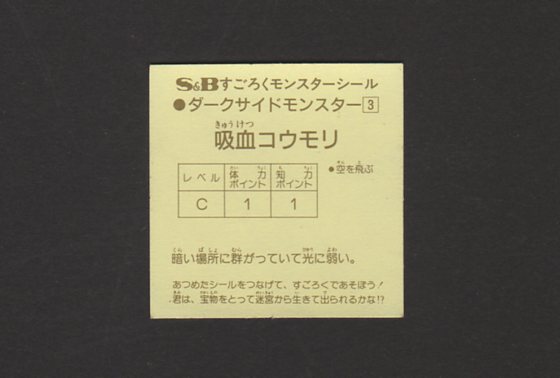 S&Bすごろくモンスターシール
●ダークサイドモンスター3
吸血コウモリ
レベル 体力ポイント 知力ポイント
C 1 1
●空を飛ぶ
暗い場所に群がっていて光に弱い。
あつめたシールをつなげて、すごろくであそぼう!
君は、宝物をとって迷宮から生きて出られるかな!?